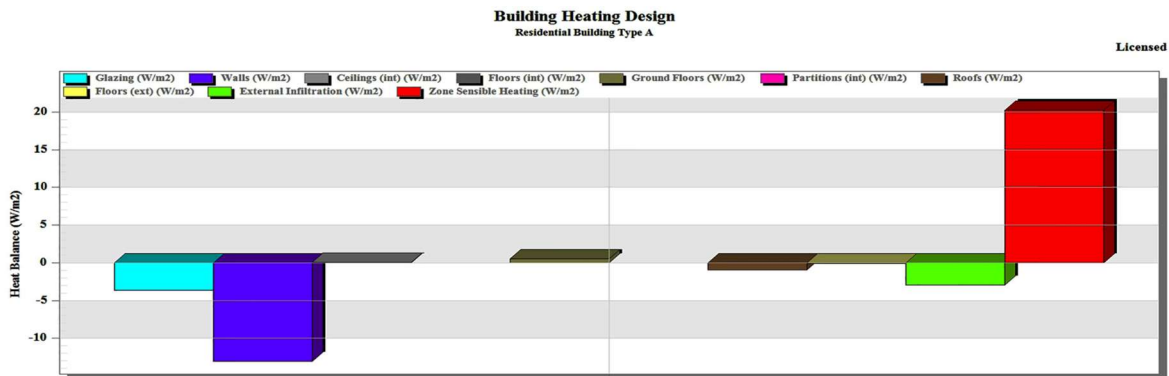 Building Heating Design
Residential Building Type A
Licensed
Glazing (W/m2) Walls (W/m2) Ceilings (int) (W/m2) Floors (int) (W/m2) Ground Floors (W/m2) Partitions (int) (W/m2) Roofs (W/m2)
Floors (ext) (W/m2) External Infiltration (W/m2) Zone Sensible Heating (W/m2)
20
15
10
5
0
-5
-10
Heat Balance (W/m2)